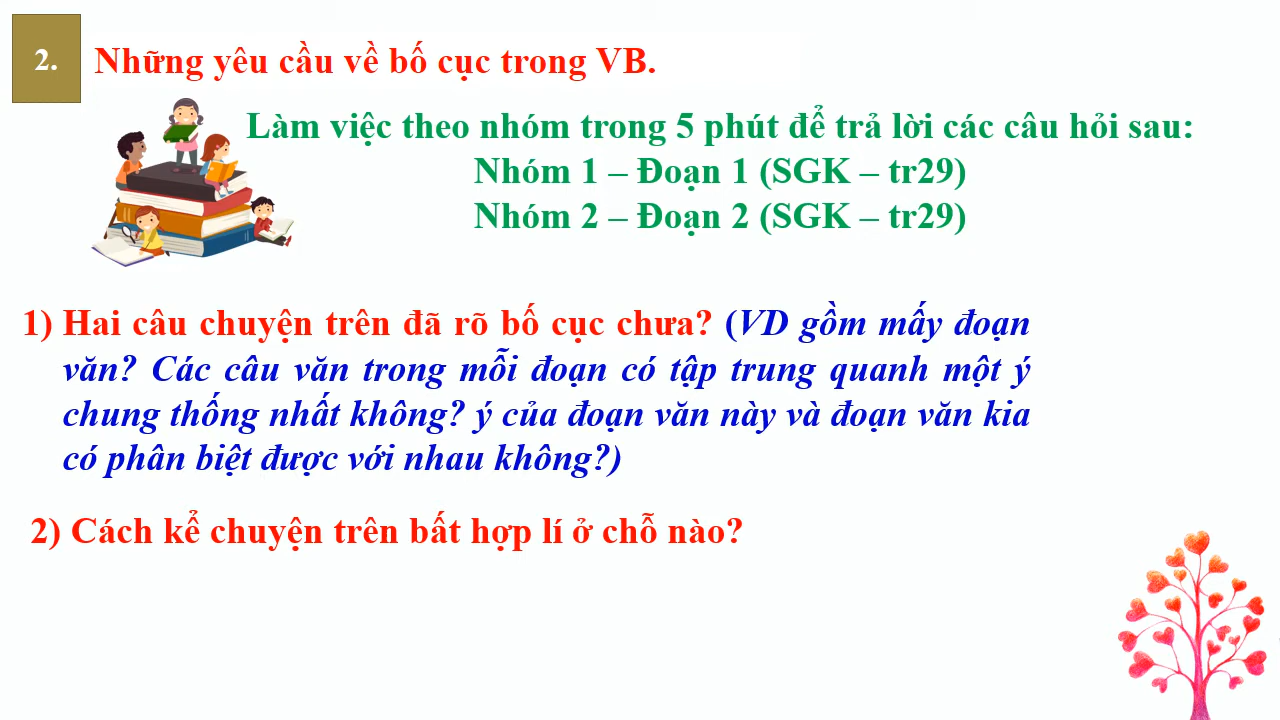 2.
Những yêu cầu về bố cục trong VB.
Làm việc theo nhóm trong 5 phút để trả lời các câu hỏi sau:
Nhóm 1 – Đoạn 1 (SGK – tr29)
Nhóm 2 – Đoạn 2 (SGK – tr29)
1) Hai câu chuyện trên đã rõ bố cục chưa? (VD gồm mấy đoạn
văn? Các câu văn trong mỗi đoạn có tập trung quanh một ý
chung thống nhất không? ý của đoạn văn này và đoạn văn kia
có phân biệt được với nhau không?)
2) Cách kể chuyện trên bất hợp lí ở chỗ nào?